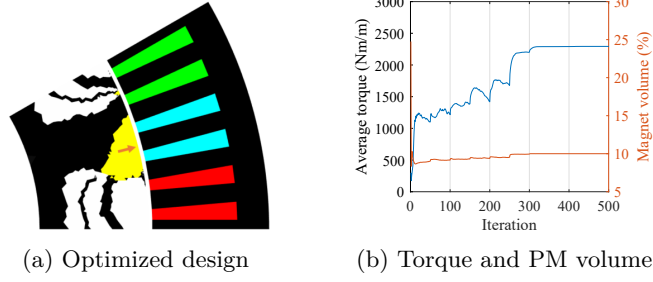 3000
2500
2000
1500
1000
500
0
Average torque (Nm/m)
30
25
20
15
10
5
Magnet volume (%)
0 100 200 300 400 500
Iteration
(a) Optimized design
(b) Torque and PM volume